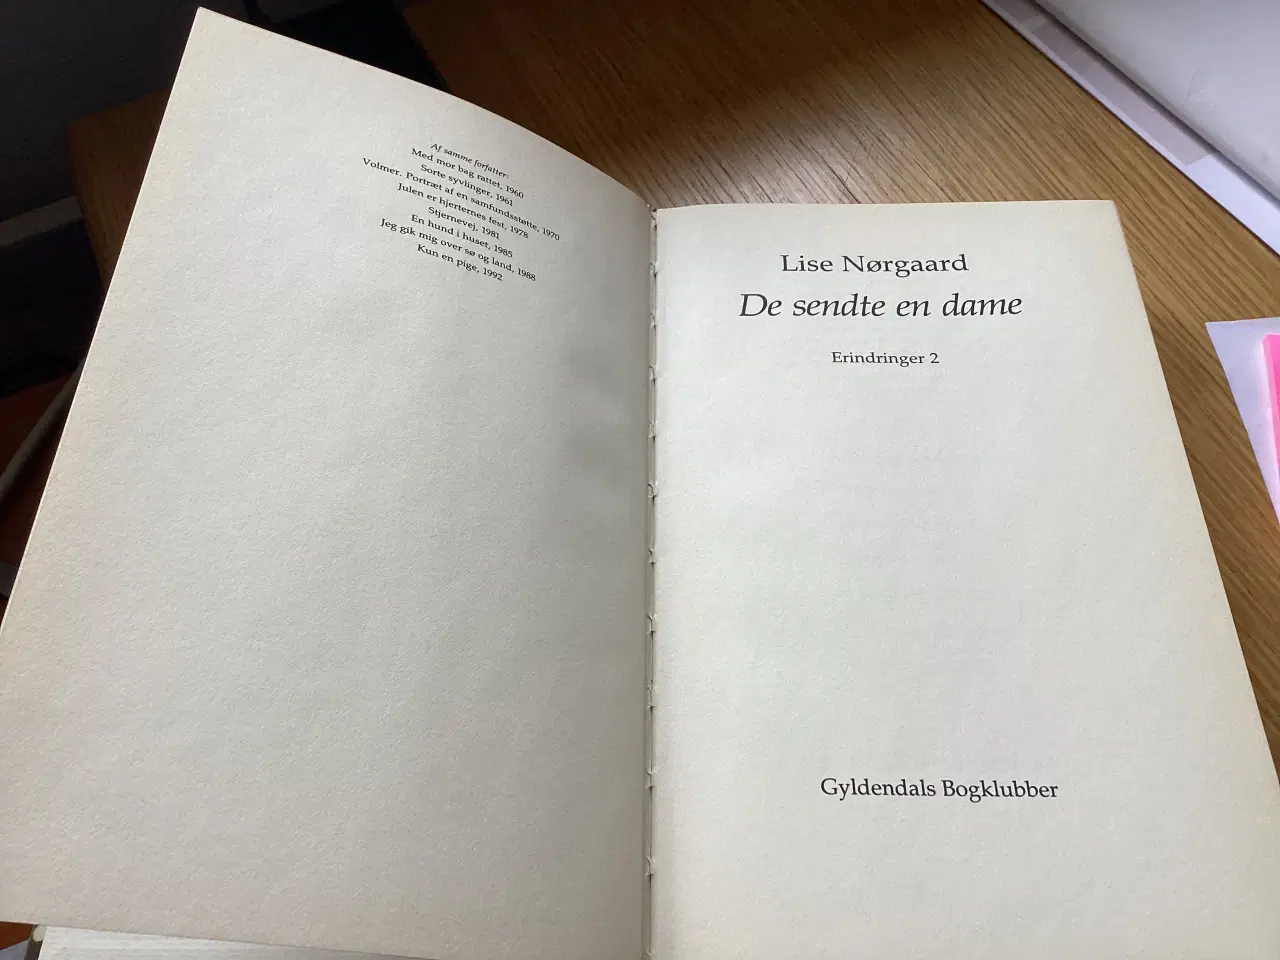 Af samme forfatter:
Med mor bag rattet, 1960
Sorte syvlinger, 1961
Volmer. Portræt af en samfundsstøtte, 1970
Julen er hjerternes fest, 1978
Stjernevej, 1981
En hund i huset, 1985
Jeg gik mig over sø og land, 1988
Kun en pige, 1992
Lise Nørgaard
De sendte en dame
Erindringer 2
Gyldendals Bogklubber